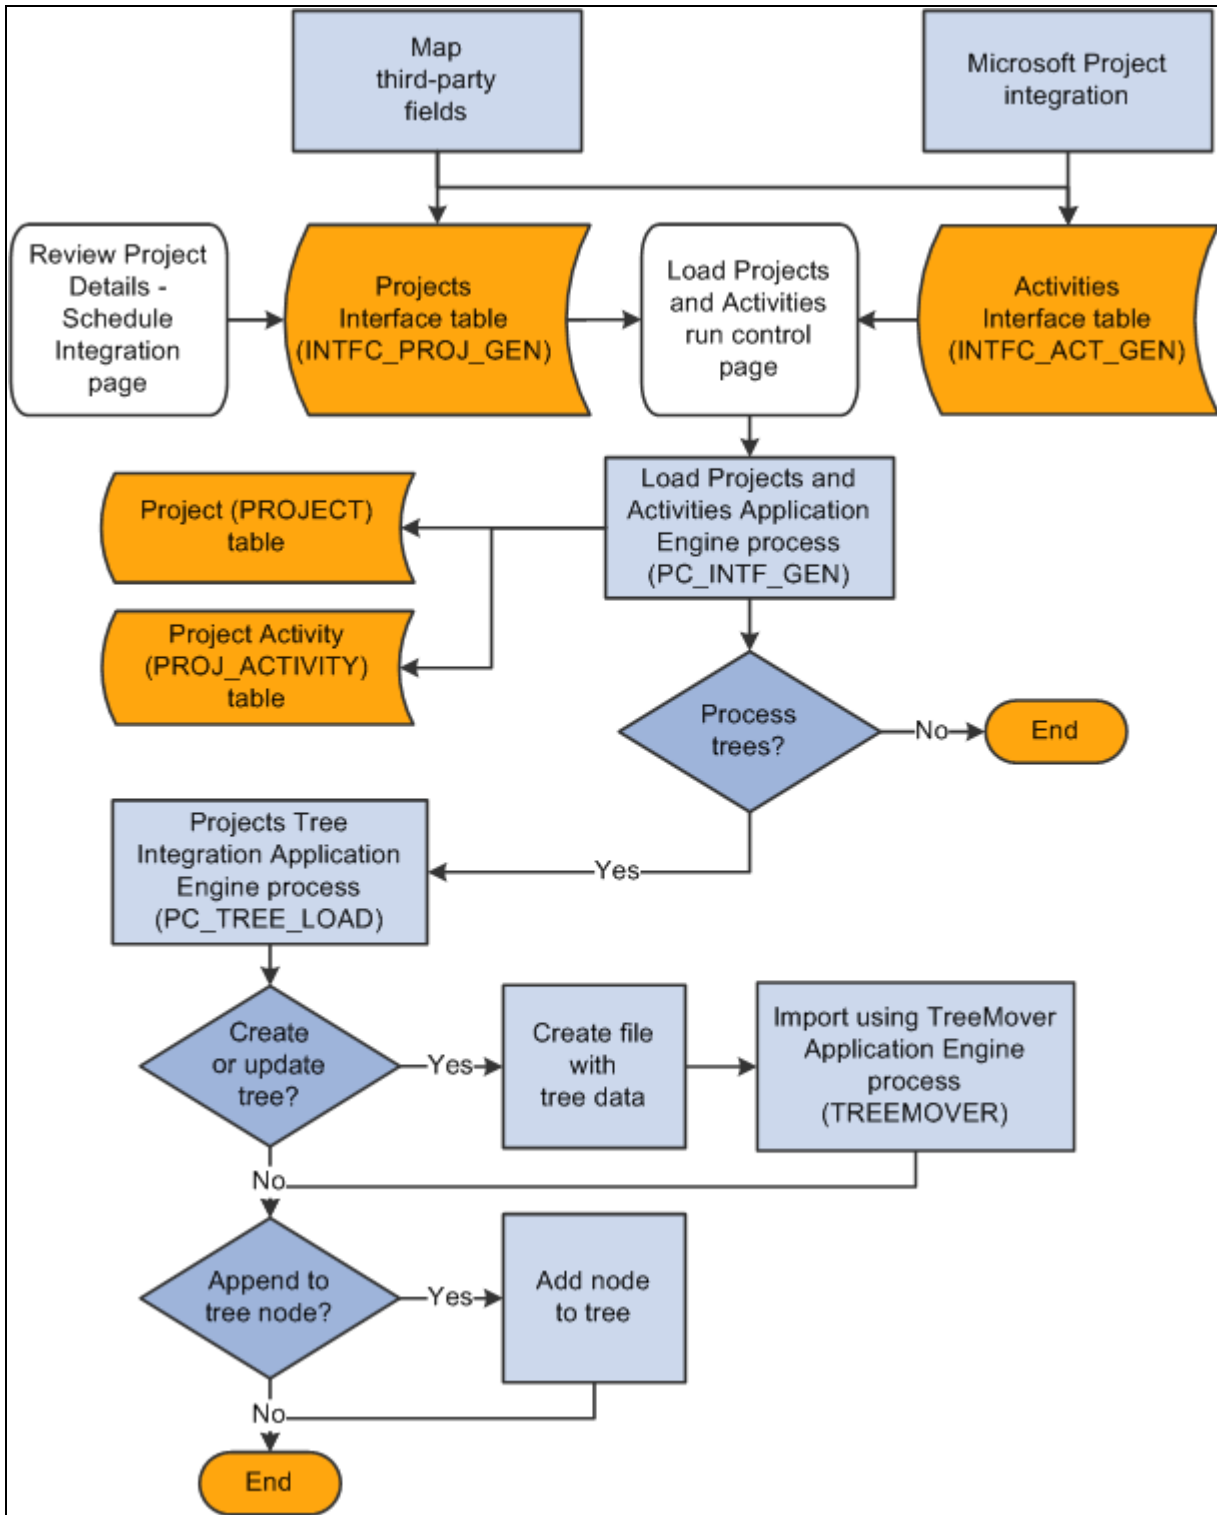 Map
third-party
fields
Microsoft Project
integration
Review Project
Details -
Schedule
Integration
page
Projects
Interface table
(INTFC_PROJ_GEN)
Load Projects
and Activities
run control
page
Activities
Interface table
(INTFC_ACT_GEN)
Load Projects and
Activities Application
Engine process
(PC_INTF_GEN)
Project (PROJECT)
table
Project Activity
(PROJ_ACTIVITY)
table
Process
trees?
No
End
Yes
Projects Tree
Integration Application
Engine process
(PC_TREE_LOAD)
Create
or update
tree?
Yes
Create file
with
tree data
Import using TreeMover
Application Engine
process
(TREEMOVER)
No
Append to
tree node?
Yes
Add node
to tree
No
End